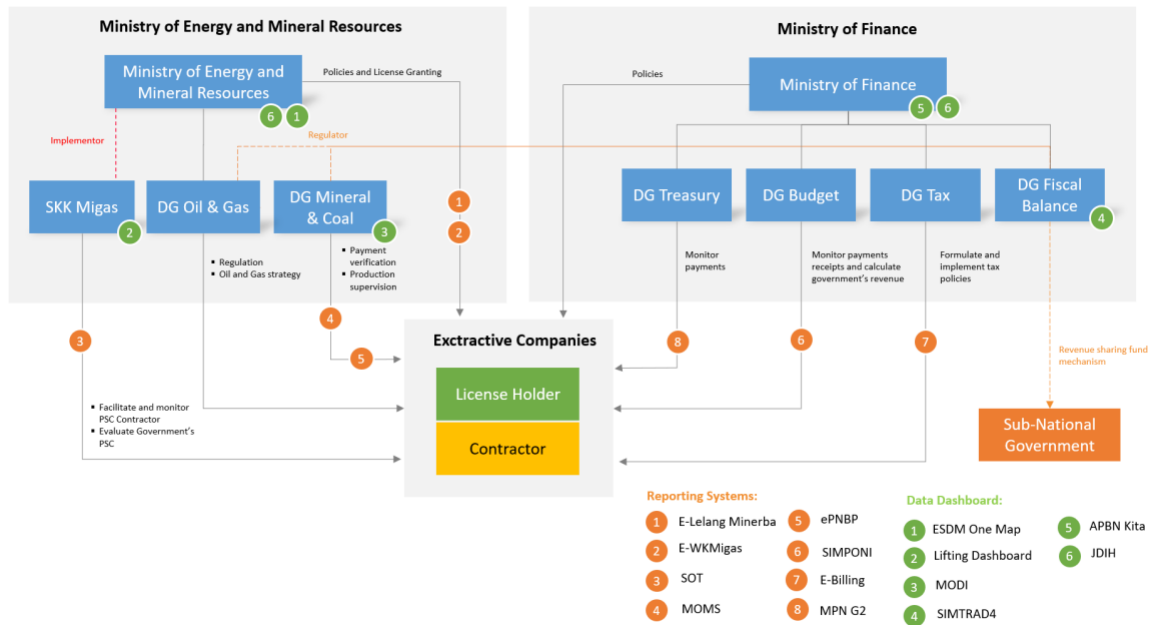 Ministry of Energy and Mineral Resources
Ministry of Finance
Ministry of Energy and
Mineral Resources
6
1
Policies and License Granting
Policies
Ministry of Finance
5
6
Implementor
Regulator
SKK Migas
2
DG Oil & Gas
DG Mineral
& Coal
3
1
2
DG Treasury
DG Budget
DG Tax
DG Fiscal
Balance
4
▪ Regulation
▪ Oil and Gas strategy
▪ Payment
verification
▪ Production
supervision
Monitor
payments
Monitor payments
receipts and calculate
government's revenue
Formulate and
implement tax
policies
3
4
5
Exctractive Companies
License Holder
Contractor
8
6
7
Revenue sharing fund
mechanism
▪ Facilitate and monitor
PSC Contractor
▪ Evaluate Government's
PSC
Sub-National
Government
Reporting Systems:
1 E-Lelang Minerba
2 E-WKMigas
3 SOT
4 MOMS
5 ePNBP
6 SIMPONI
7 E-Billing
8 MPN G2
Data Dashboard:
1 ESDM One Map
2 Lifting Dashboard
3 MODI
4 SIMTRAD4
5 APBN Kita
6 JDIH